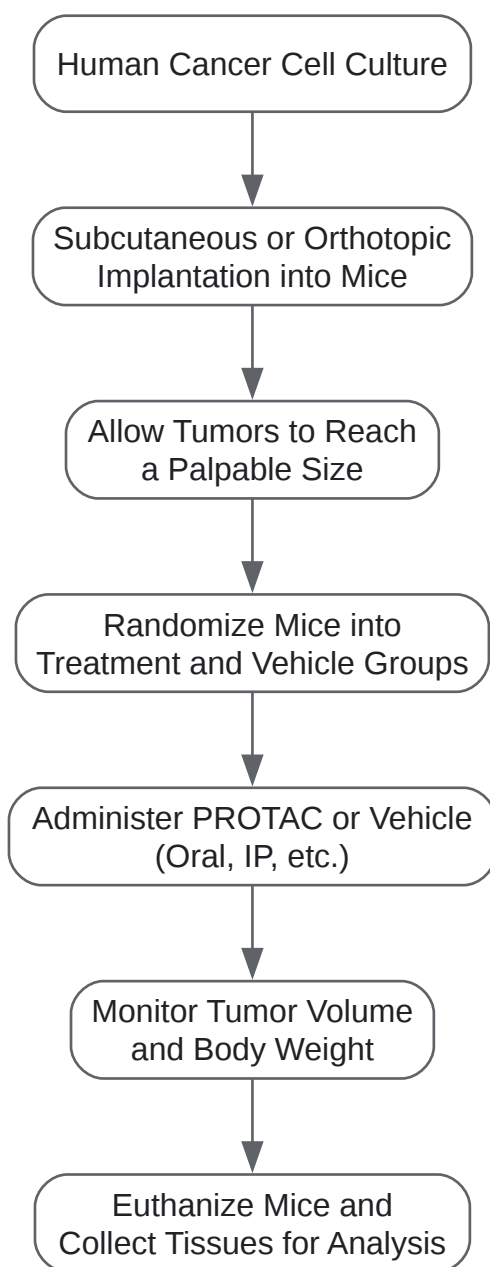 Human Cancer Cell Culture
Subcutaneous or Orthotopic
Implantation into Mice
Allow Tumors to Reach
a Palpable Size
Randomize Mice into
Treatment and Vehicle Groups
Administer PROTAC or Vehicle
(Oral, IP, etc.)
Monitor Tumor Volume
and Body Weight
Euthanize Mice and
Collect Tissues for Analysis